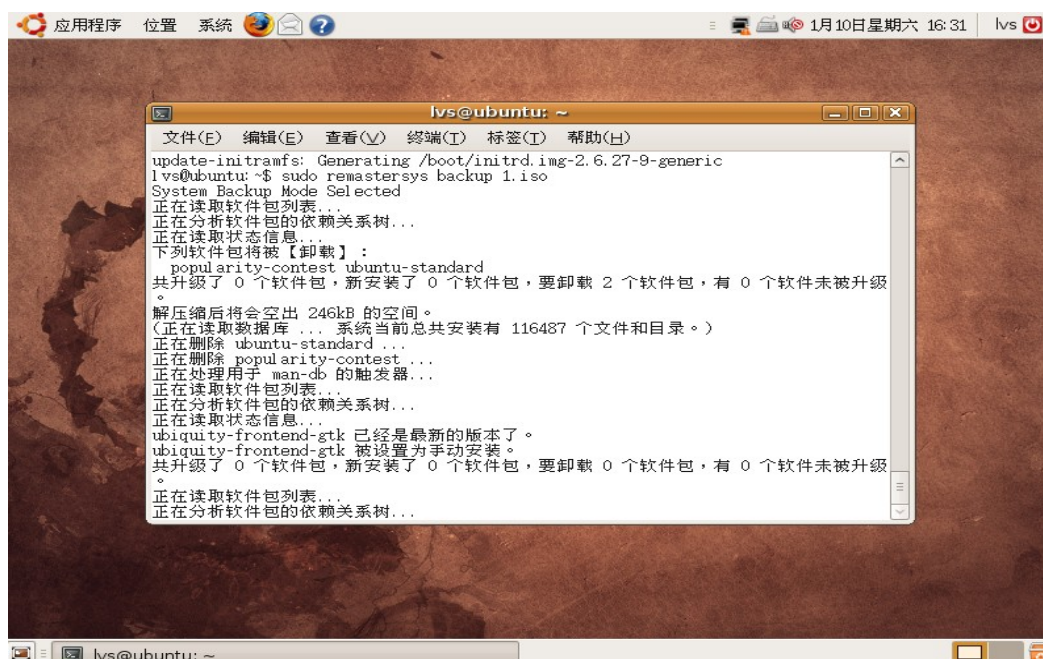 应用程序 位置 系统 1月10日星期六 16:31 lvs
lvs@ubuntu: ~
文件(F) 编辑(E) 查看(V) 终端(T) 标签(T) 帮助(H)
update-initramfs: Generating /boot/initrd.img-2.6.27-9-generic
lvs@ubuntu:~$ sudo remastersys backup 1.iso
System Backup Mode Selected
正在读取软件包列表...
正在分析软件包的依赖关系树...
正在读取状态信息...
下列软件包将被【卸载】:
popularity-contest ubuntu-standard
共升级了 0 个软件包,新安装了 0 个软件包,要卸载 2 个软件包,有 0 个软件未被升级
。
解压缩后将会空出 246kB 的空间。
(正在读取数据库 ... 系统当前总共安装有 116487 个文件和目录。)
正在删除 ubuntu-standard ...
正在删除 popularity-contest ...
正在处理用于 man-db 的触发器...
正在读取软件包列表...
正在分析软件包的依赖关系树...
正在读取状态信息...
ubiquity-frontend-gtk 已经是最新的版本了。
ubiquity-frontend-gtk 被设置为手动安装。
共升级了 0 个软件包,新安装了 0 个软件包,要卸载 0 个软件包,有 0 个软件未被升级
。
正在读取软件包列表...
正在分析软件包的依赖关系树...
lvs@ubuntu: ~